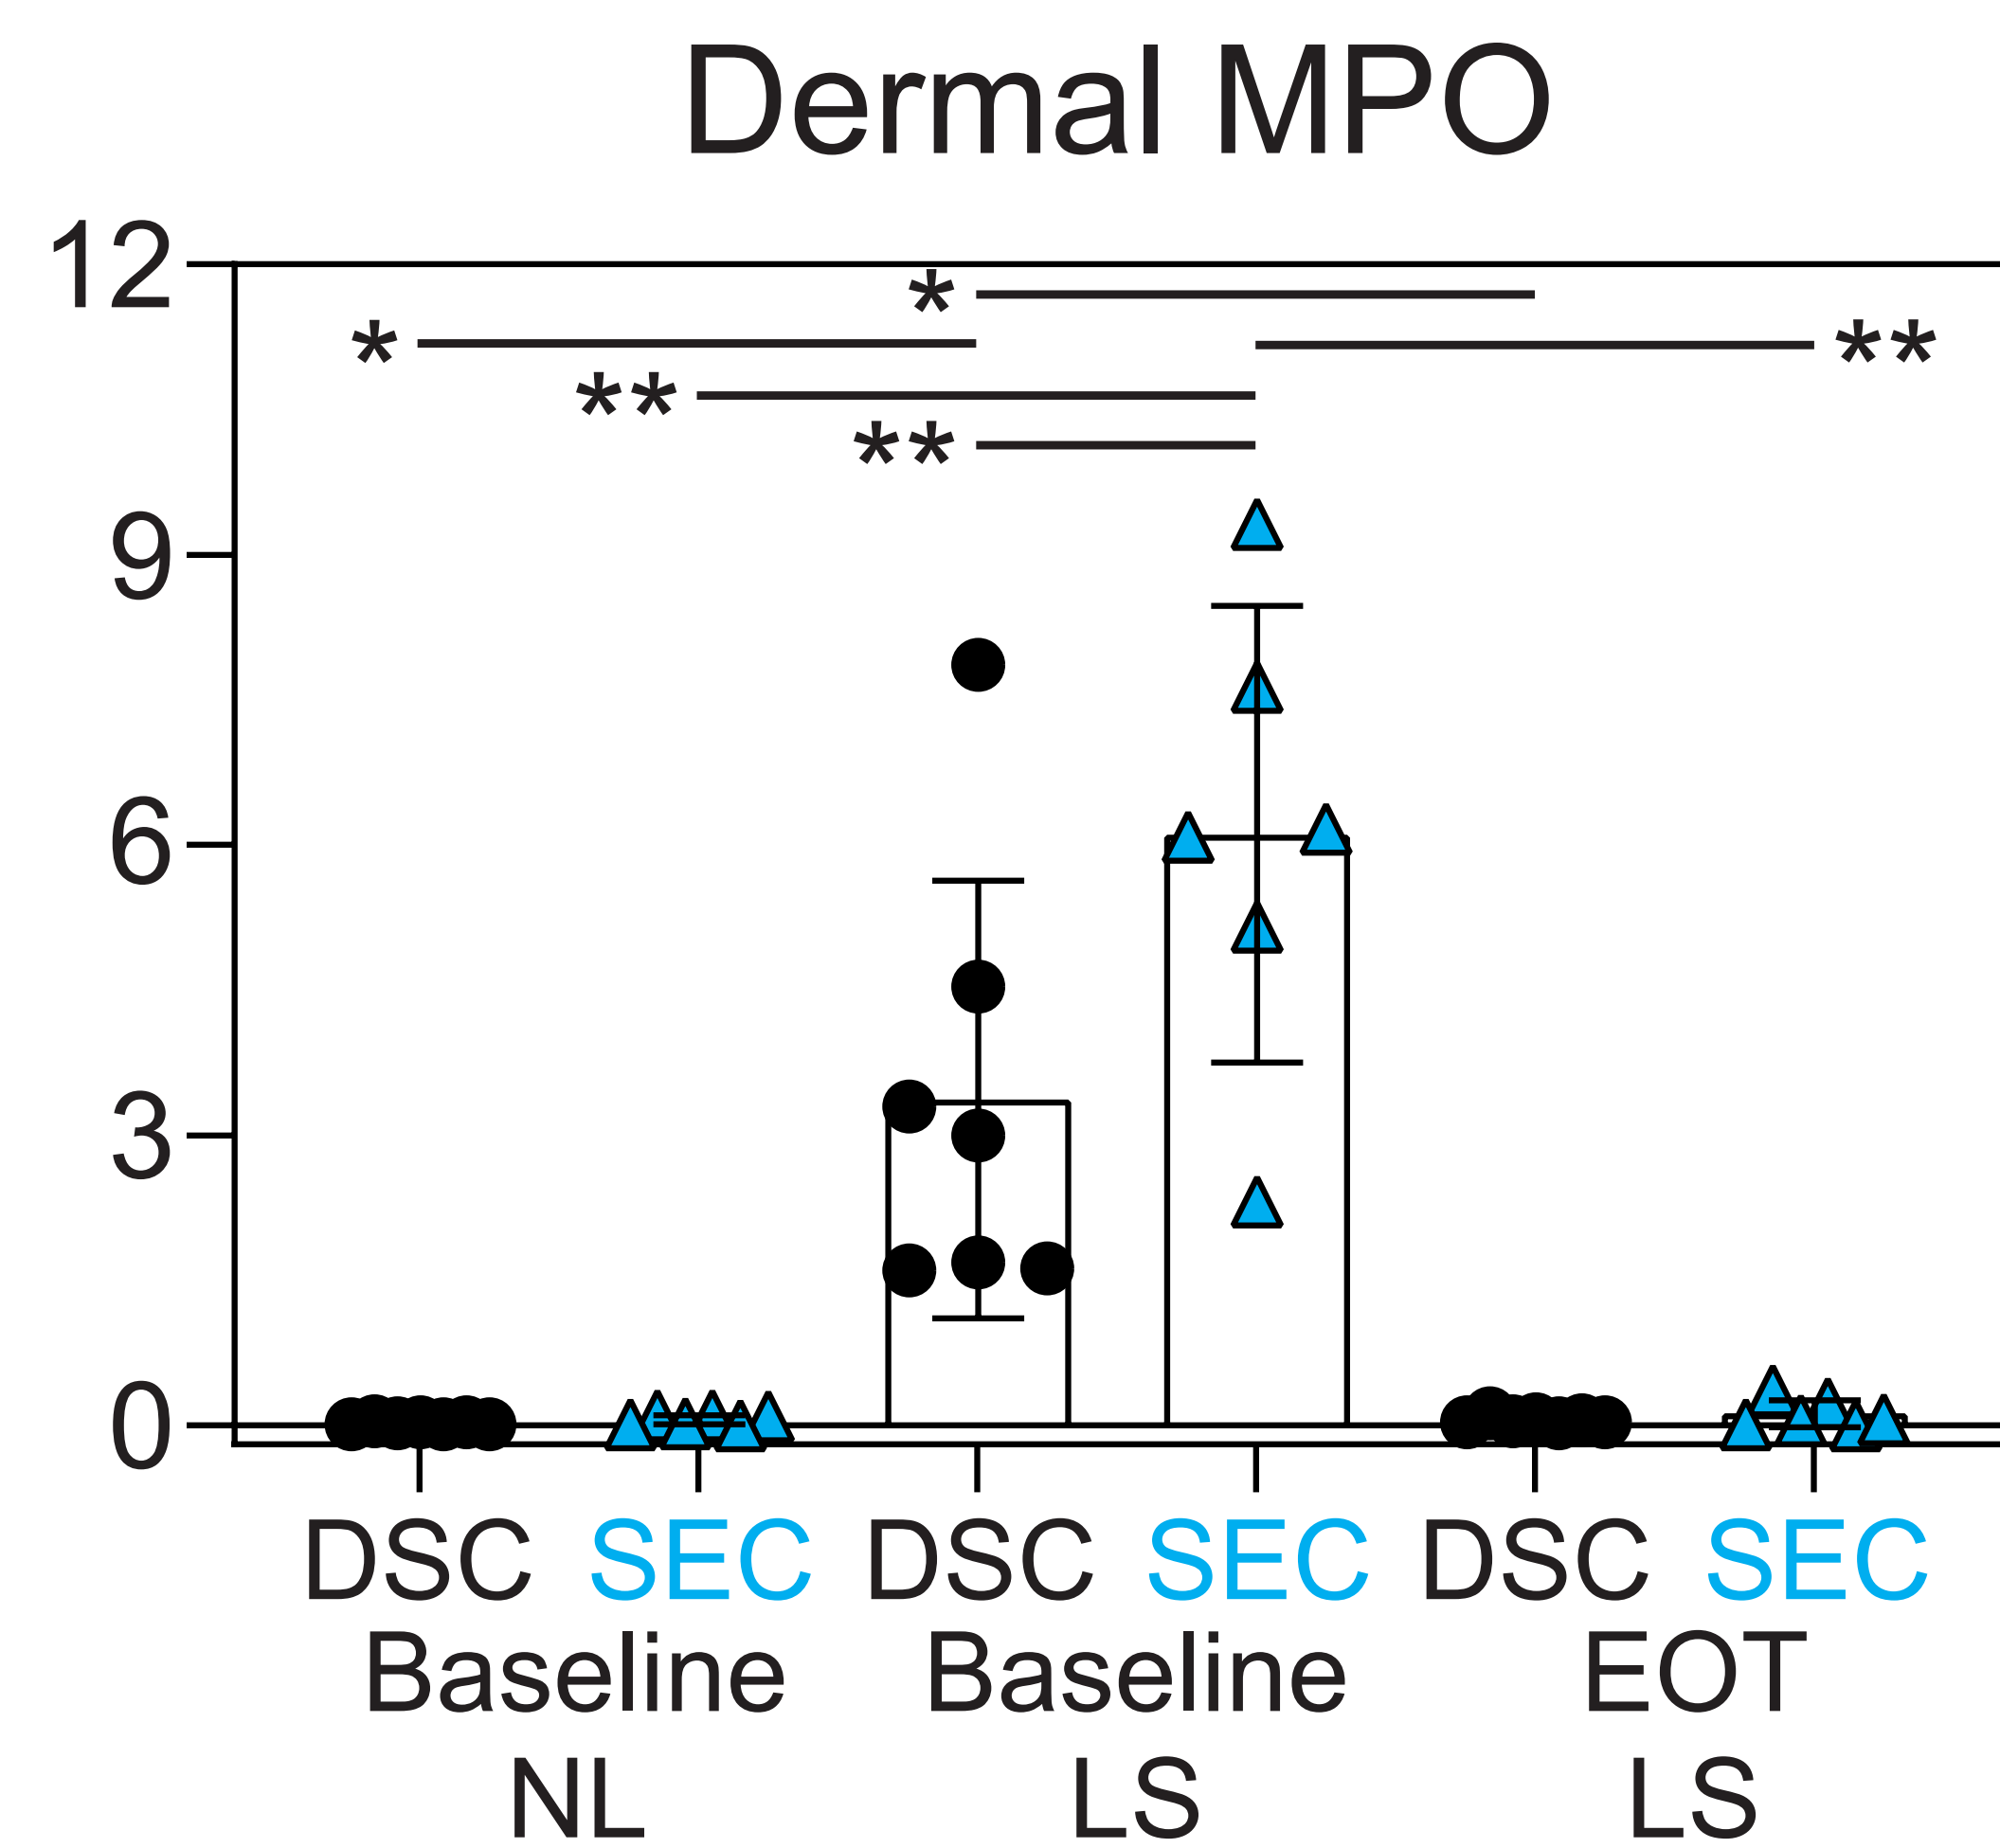 Dermal MPO
12
*
* **
**
**
9
6
3
0
DSC SEC DSC SEC DSC SEC
Baseline Baseline EOT
NL LS LS